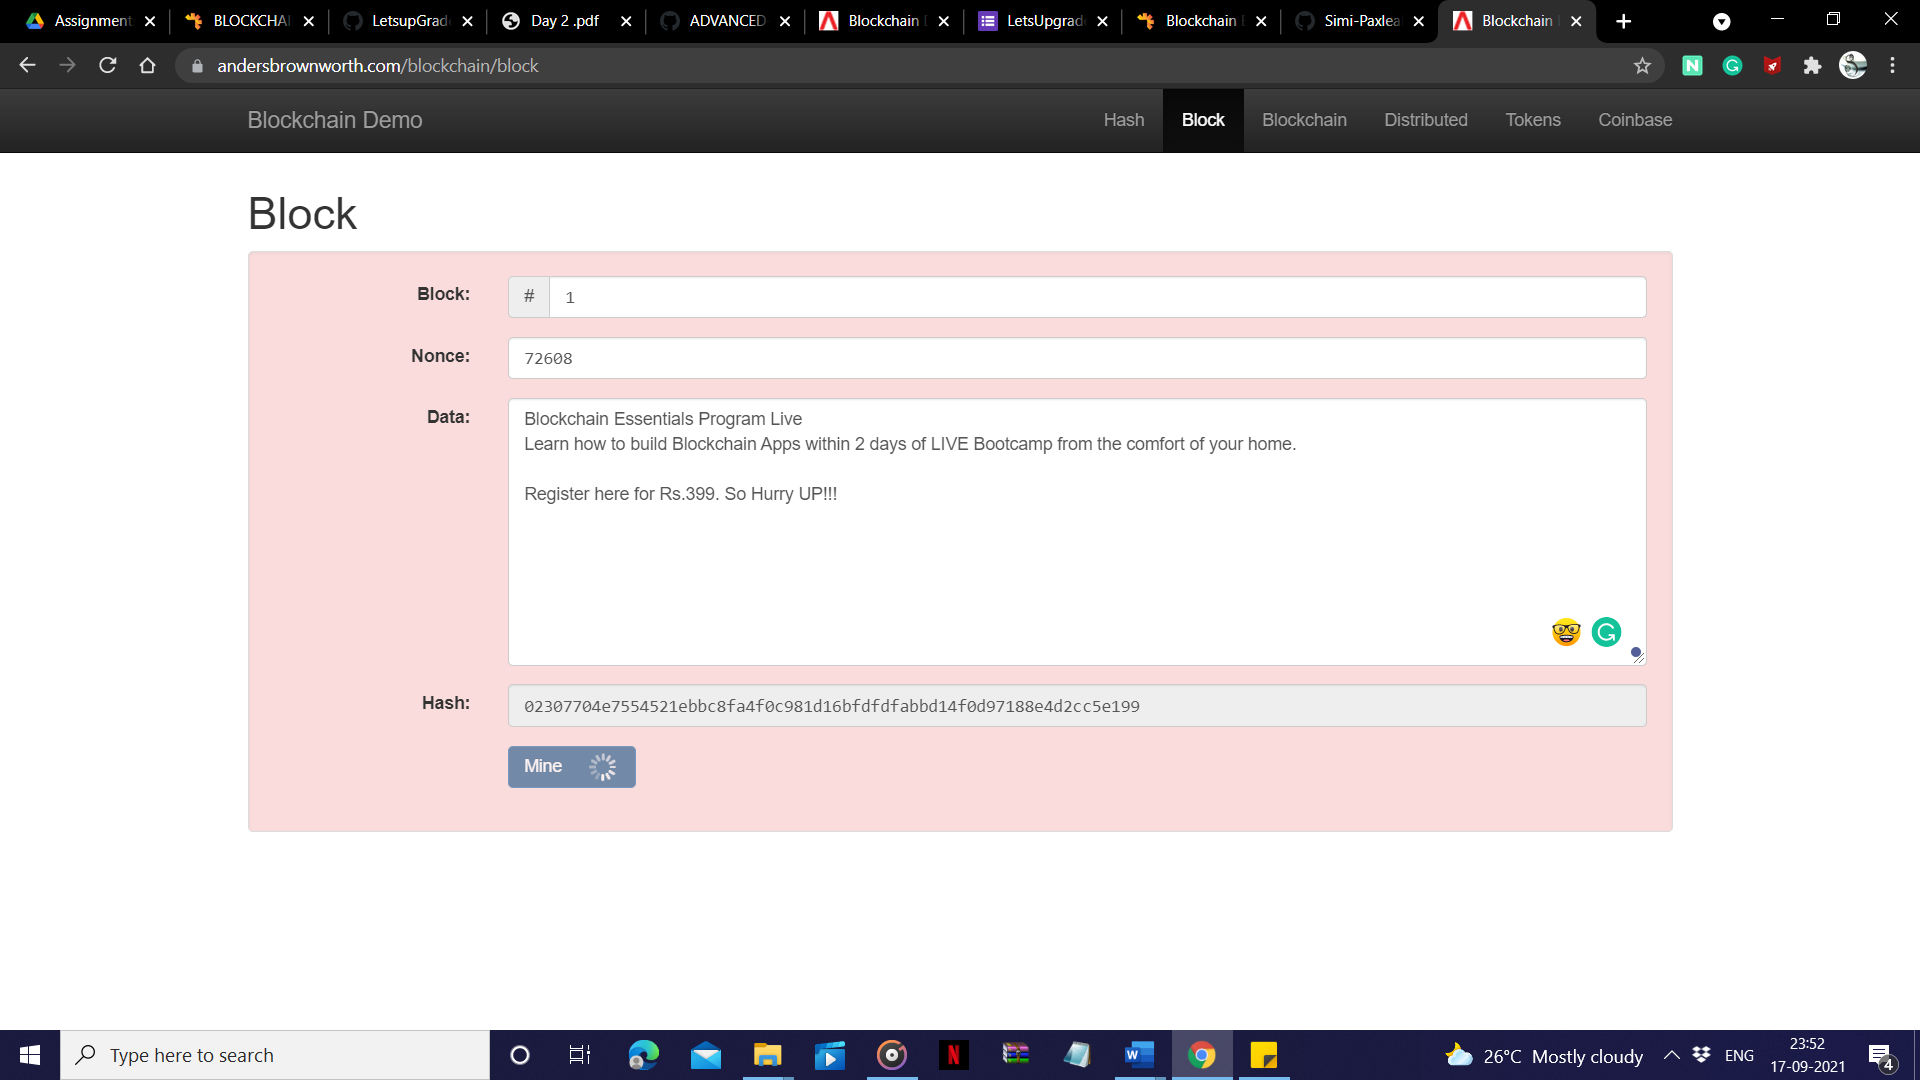 Assignment
BLOCKCHAI
LetsupGrade
Day 2 .pdf
ADVANCED
Blockchain D
LetsUpgrade
Blockchain
Simi-Paxlea
Blockchain
andersbrownworth.com/blockchain/block
Blockchain Demo
Hash
Block
Blockchain
Distributed
Tokens
Coinbase
Block
Block:
# 1
Nonce:
72608
Data:
Blockchain Essentials Program Live
Learn how to build Blockchain Apps within 2 days of LIVE Bootcamp from the comfort of your home.
Register here for Rs.399. So Hurry UP!!!
Hash:
02307704e7554521ebbc8fa4f0c981d16bfdfdfabbd14f0d97188e4d2cc5e199
Mine
Type here to search
26°C Mostly cloudy
ENG
23:52
17-09-2021
4